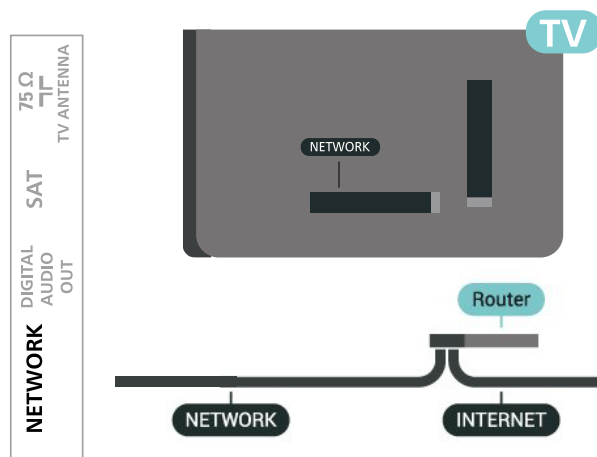 TV
75 Ω
TV ANTENNA
SAT
DIGITAL
AUDIO
OUT
NETWORK
NETWORK
Router
NETWORK
INTERNET